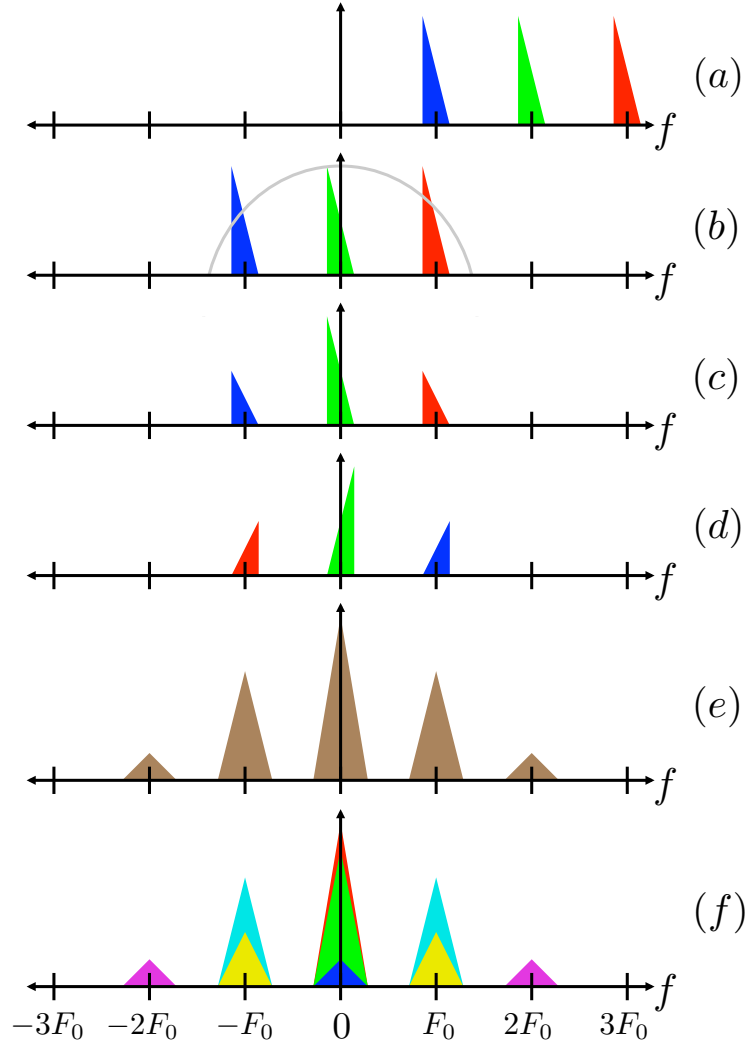 (a)
f
(b)
f
(c)
f
(d)
f
(e)
f
(f)
f
−3F₀ −2F₀ −F₀ 0 F₀ 2F₀ 3F₀